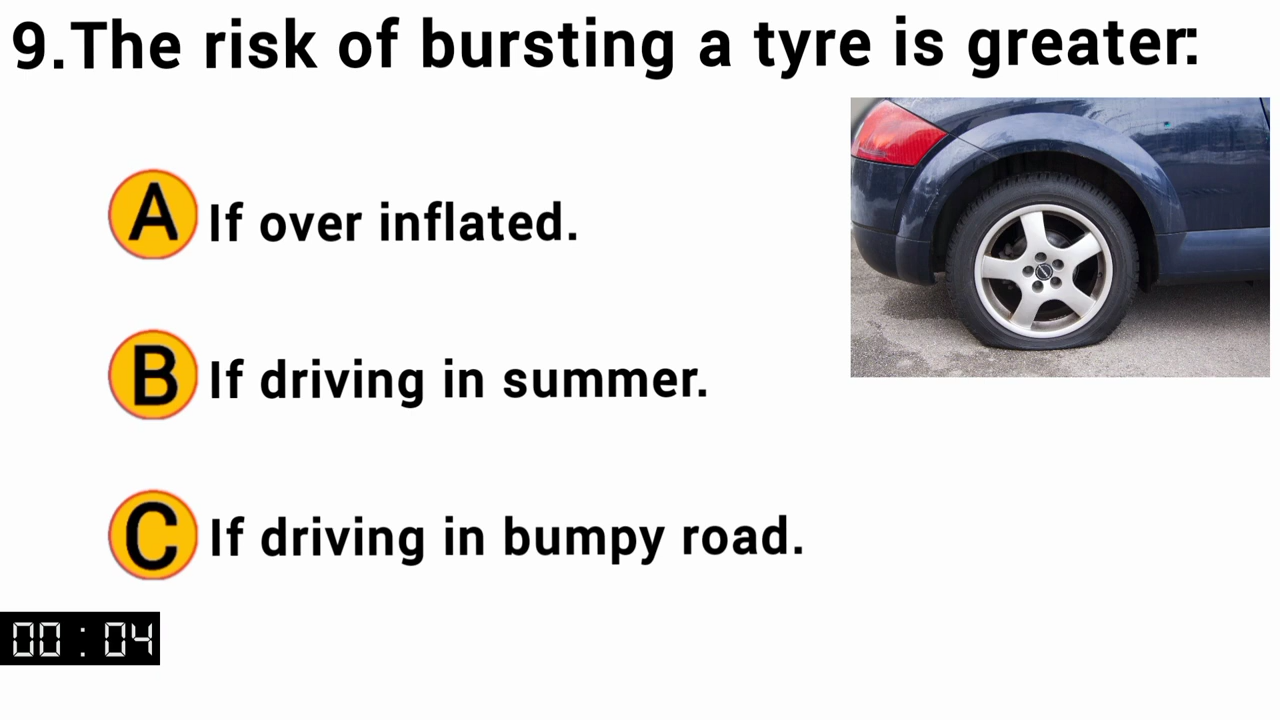 9.The risk of bursting a tyre is greater:
A If over inflated.
B If driving in summer.
C If driving in bumpy road.
00 : 04